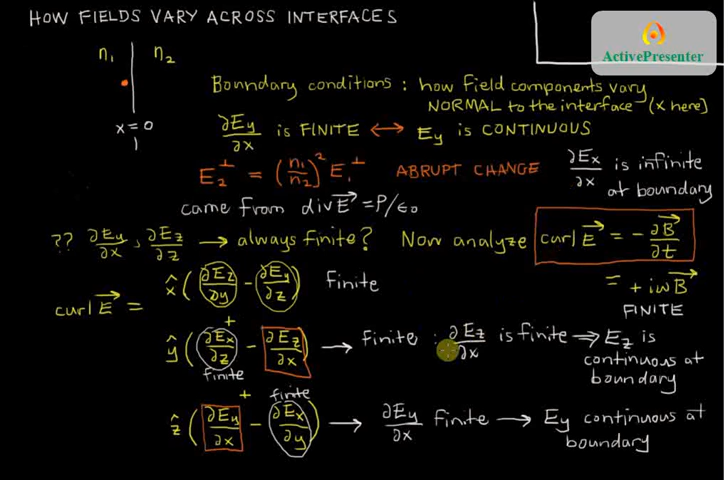 HOW FIELDS VARY ACROSS INTERFACES
ActivePresenter
n₁ n₂
x=0
Boundary conditions : how field components vary
NORMAL to the interface (x here)
∂Ey/∂x is FINITE ↔ Ey is CONTINUOUS
E₂^⊥ = (n₁/n₂)² E₁^⊥ ABRUPT CHANGE
∂Ex/∂x is infinite
at boundary
came from div E⃗ = ρ/ε₀
?? ∂Ey/∂x, ∂Ez/∂z → always finite? Now analyze curl E⃗ = -∂B⃗/∂t
= +iωB⃗
FINITE
curl E⃗ =
x̂(∂Ez/∂y - ∂Ey/∂z) Finite
+
ŷ(∂Ex/∂z - ∂Ez/∂x) → Finite : ∂Ez/∂x is finite ⇒ Ez is
continuous at
boundary
finite
+ finite
ẑ(∂Ey/∂x - ∂Ex/∂y) → ∂Ey/∂x Finite → Ey continuous at
boundary